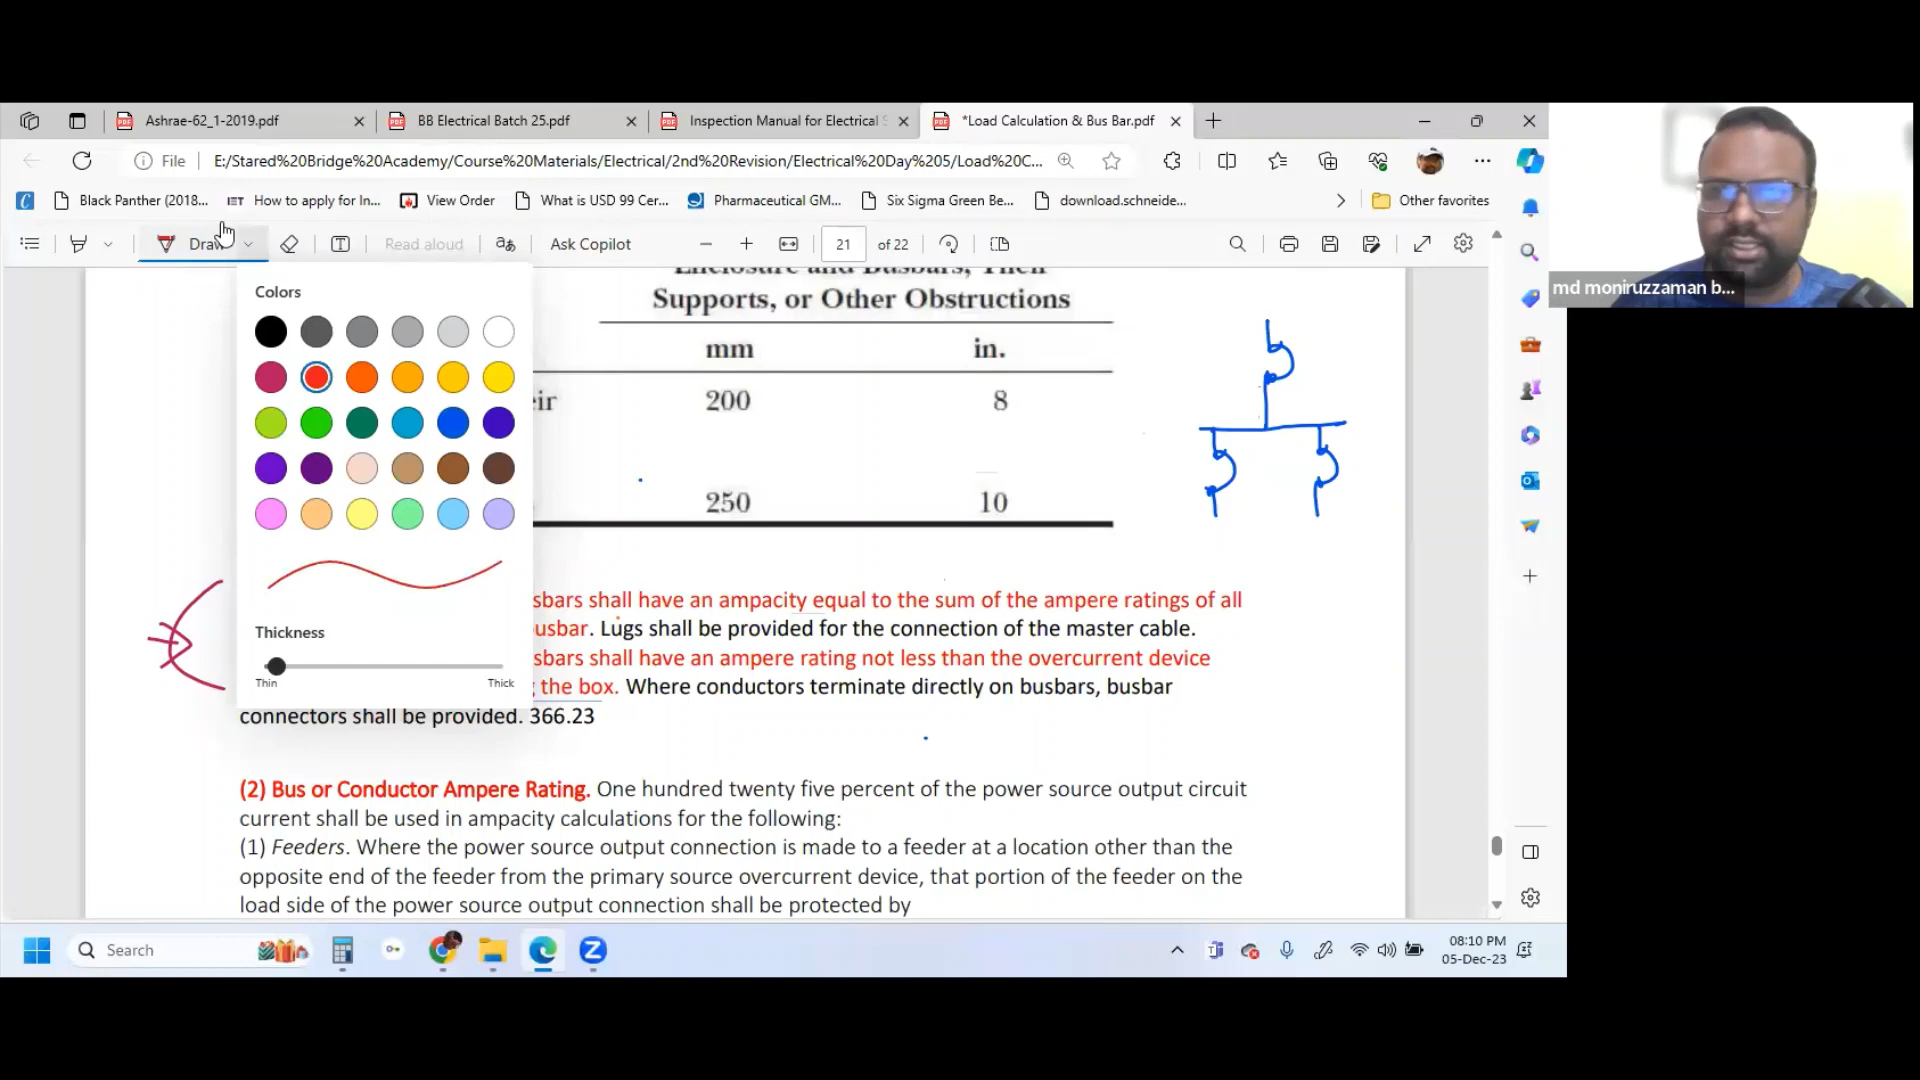 Ashrae-62_1-2019.pdf
BB Electrical Batch 25.pdf
Inspection Manual for Electrical S
*Load Calculation & Bus Bar.pdf
File
E:/Stared%20Bridge%20Academy/Course%20Materials/Electrical/2nd%20Revision/Electrical%20Day%205/Load%20C...
Black Panther (2018...
IET How to apply for In...
View Order
What is USD 99 Cer...
Pharmaceutical GM...
Six Sigma Green Be...
download.schneide...
Other favorites
Draw
Read aloud
aあ
Ask Copilot
21
of 22
md moniruzzaman b...
Enclosure and Busbars, Their
Supports, or Other Obstructions
mm in.
eir 200 8
250 10
Colors
Thickness
Thin Thick
sbars shall have an ampacity equal to the sum of the ampere ratings of all
usbar. Lugs shall be provided for the connection of the master cable.
sbars shall have an ampere rating not less than the overcurrent device
the box. Where conductors terminate directly on busbars, busbar
connectors shall be provided. 366.23
(2) Bus or Conductor Ampere Rating. One hundred twenty five percent of the power source output circuit
current shall be used in ampacity calculations for the following:
(1) Feeders. Where the power source output connection is made to a feeder at a location other than the
opposite end of the feeder from the primary source overcurrent device, that portion of the feeder on the
load side of the power source output connection shall be protected by
Search
08:10 PM
05-Dec-23